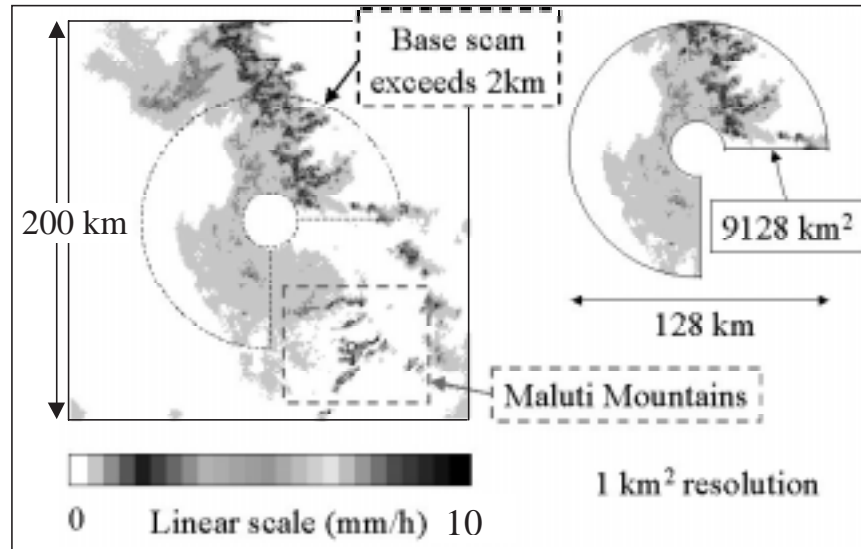 Base scan
exceeds 2km
200 km
9128 km²
128 km
Maluti Mountains
0 Linear scale (mm/h) 10
1 km² resolution